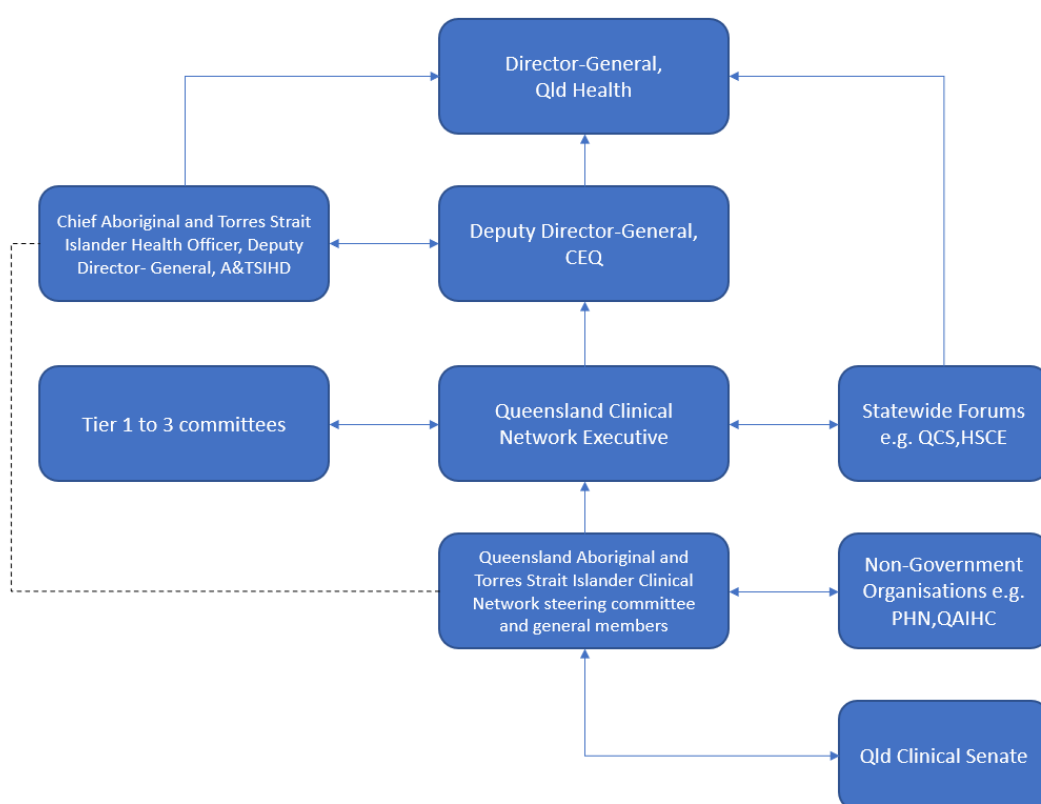 Director-General,
Qld Health
Chief Aboriginal and Torres Strait
Islander Health Officer, Deputy
Director- General, A&TSIHD
Deputy Director-General,
CEQ
Tier 1 to 3 committees
Queensland Clinical
Network Executive
Statewide Forums
e.g. QCS,HSCE
Queensland Aboriginal and
Torres Strait Islander Clinical
Network steering committee
and general members
Non-Government
Organisations e.g.
PHN,QAIHC
Qld Clinical Senate